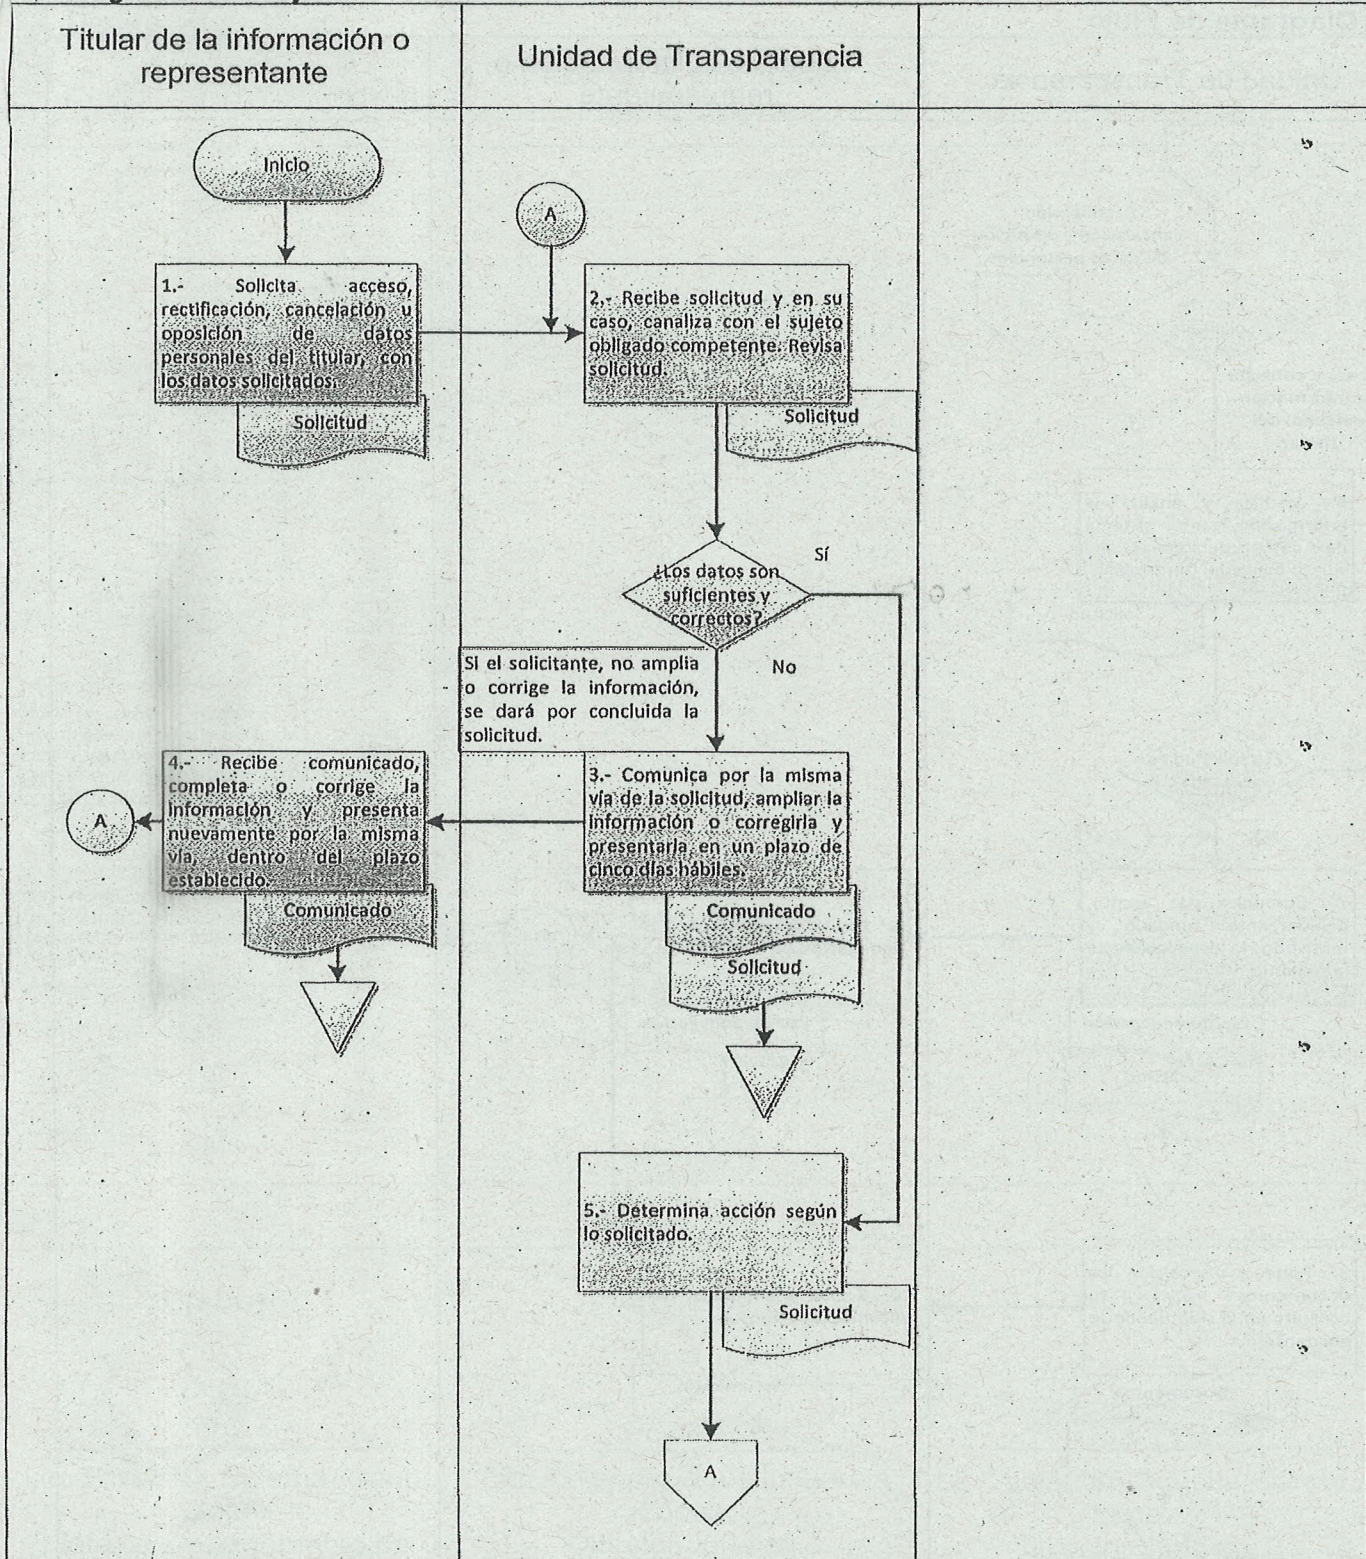 Titular de la información o
representante
Unidad de Transparencia
Inicio
A
1.- Solicita acceso,
rectificación, cancelación u
oposición de datos
personales del titular, con
los datos solicitados.
Solicitud
2.- Recibe solicitud y en su
caso, canaliza con el sujeto
obligado competente. Revisa
solicitud.
Solicitud
¿Los datos son
suficientes y
correctos?
Sí
No
Si el solicitante, no amplia
o corrige la información,
se dará por concluida la
solicitud.
3.- Comunica por la misma
vía de la solicitud, ampliar la
información o corregirla y
presentarla en un plazo de
cinco días hábiles.
Comunicado
Solicitud
4.- Recibe comunicado,
completa o corrige la
información y presenta
nuevamente por la misma
vía, dentro del plazo
establecido.
Comunicado
A
5.- Determina acción según
lo solicitado.
Solicitud
A